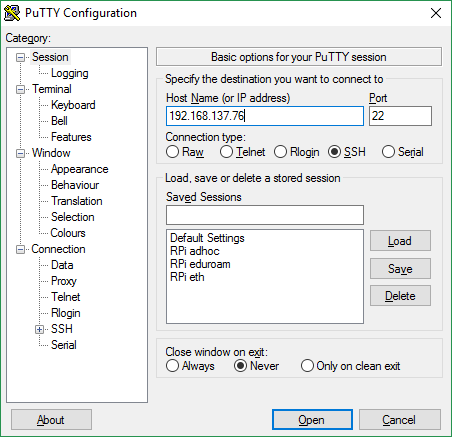 PuTTY Configuration
Category:
Session
Logging
Terminal
Keyboard
Bell
Features
Window
Appearance
Behaviour
Translation
Selection
Colours
Connection
Data
Proxy
Telnet
Rlogin
SSH
Serial
Basic options for your PuTTY session
Specify the destination you want to connect to
Host Name (or IP address) Port
192.168.137.76 22
Connection type:
Raw Telnet Rlogin SSH Serial
Load, save or delete a stored session
Saved Sessions
Default Settings
RPi adhoc
RPi eduroam
RPi eth
Load
Save
Delete
Close window on exit:
Always Never Only on clean exit
About Open Cancel